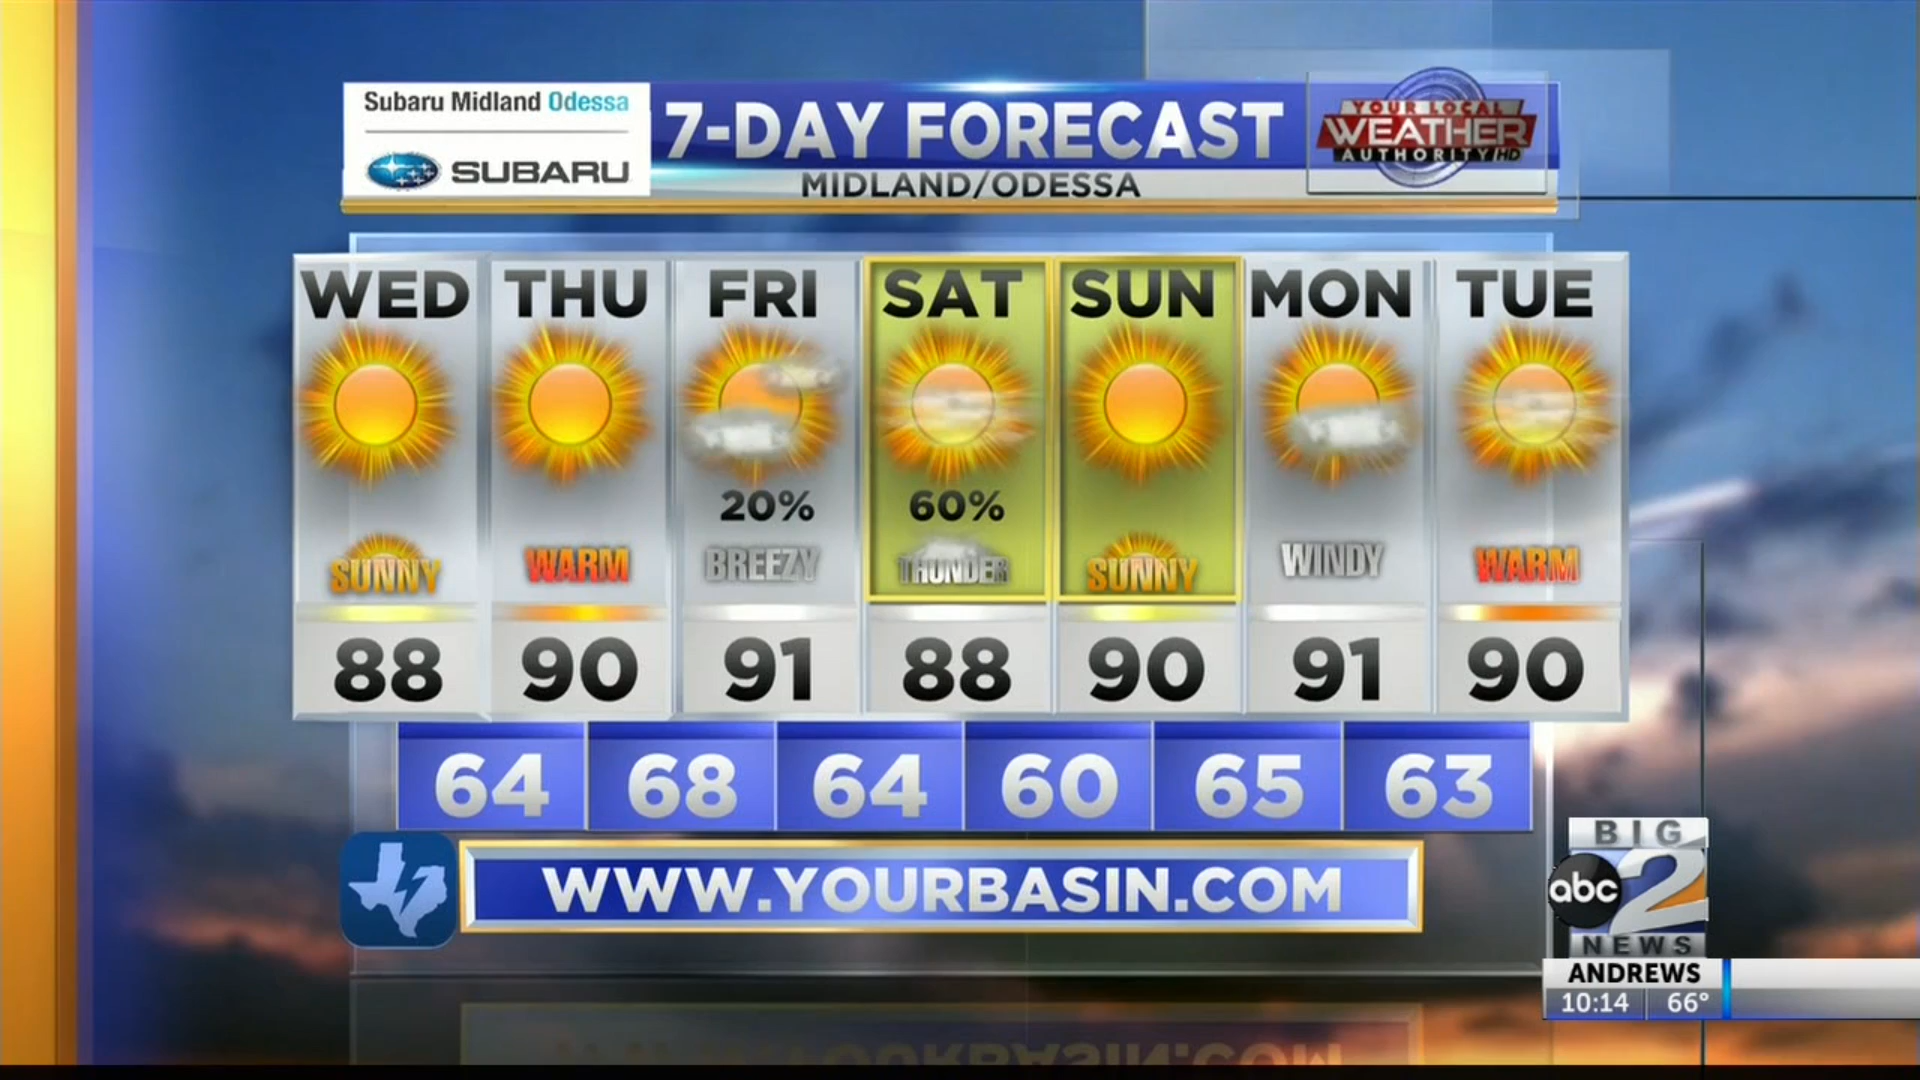 Subaru Midland Odessa
SUBARU
7-DAY FORECAST
MIDLAND/ODESSA
YOUR LOCAL
WEATHER
AUTHORITY/HD
WED THU FRI SAT SUN MON TUE
20% 60%
SUNNY WARM BREEZY THUNDER SUNNY WINDY WARM
88 90 91 88 90 91 90
64 68 64 60 65 63
WWW.YOURBASIN.COM
BIG
abc 2
NEWS
ANDREWS
10:14 66°